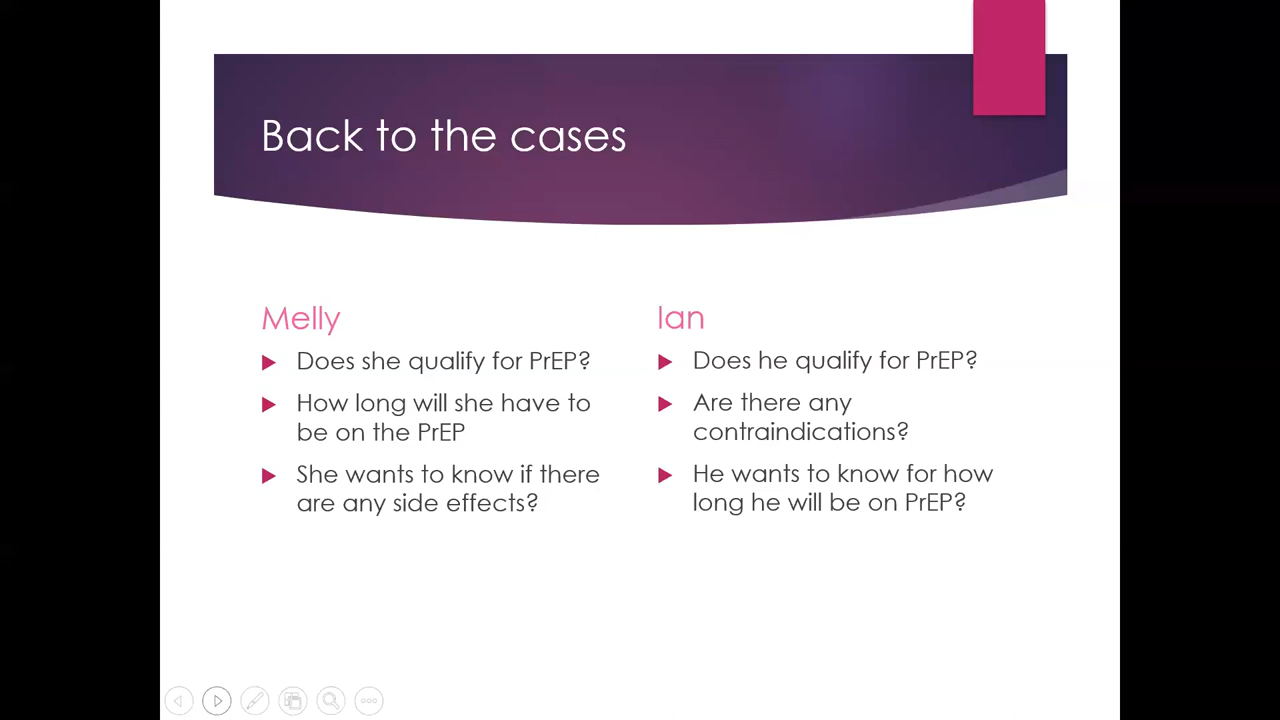 Back to the cases
Melly
Does she qualify for PrEP?
How long will she have to
be on the PrEP
She wants to know if there
are any side effects?
Ian
Does he qualify for PrEP?
Are there any
contraindications?
He wants to know for how
long he will be on PrEP?